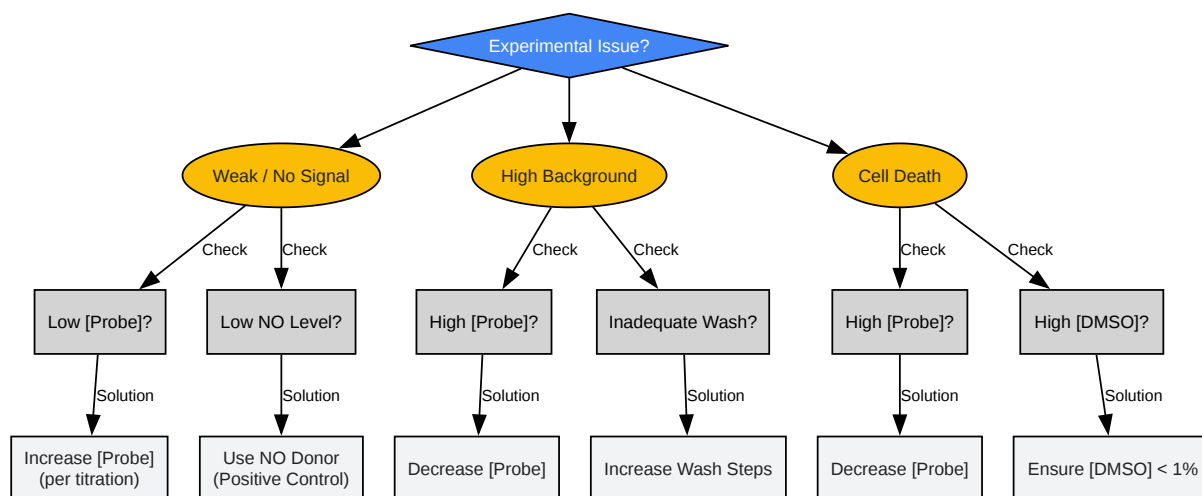 Experimental Issue?
Weak / No Signal
High Background
Cell Death
Check
Check
Check
Check
Check
Check
Low [Probe]?
Low NO Level?
High [Probe]?
Inadequate Wash?
High [Probe]?
High [DMSO]?
Solution
Solution
Solution
Solution
Solution
Solution
Increase [Probe]
(per titration)
Use NO Donor
(Positive Control)
Decrease [Probe]
Increase Wash Steps
Decrease [Probe]
Ensure [DMSO] < 1%